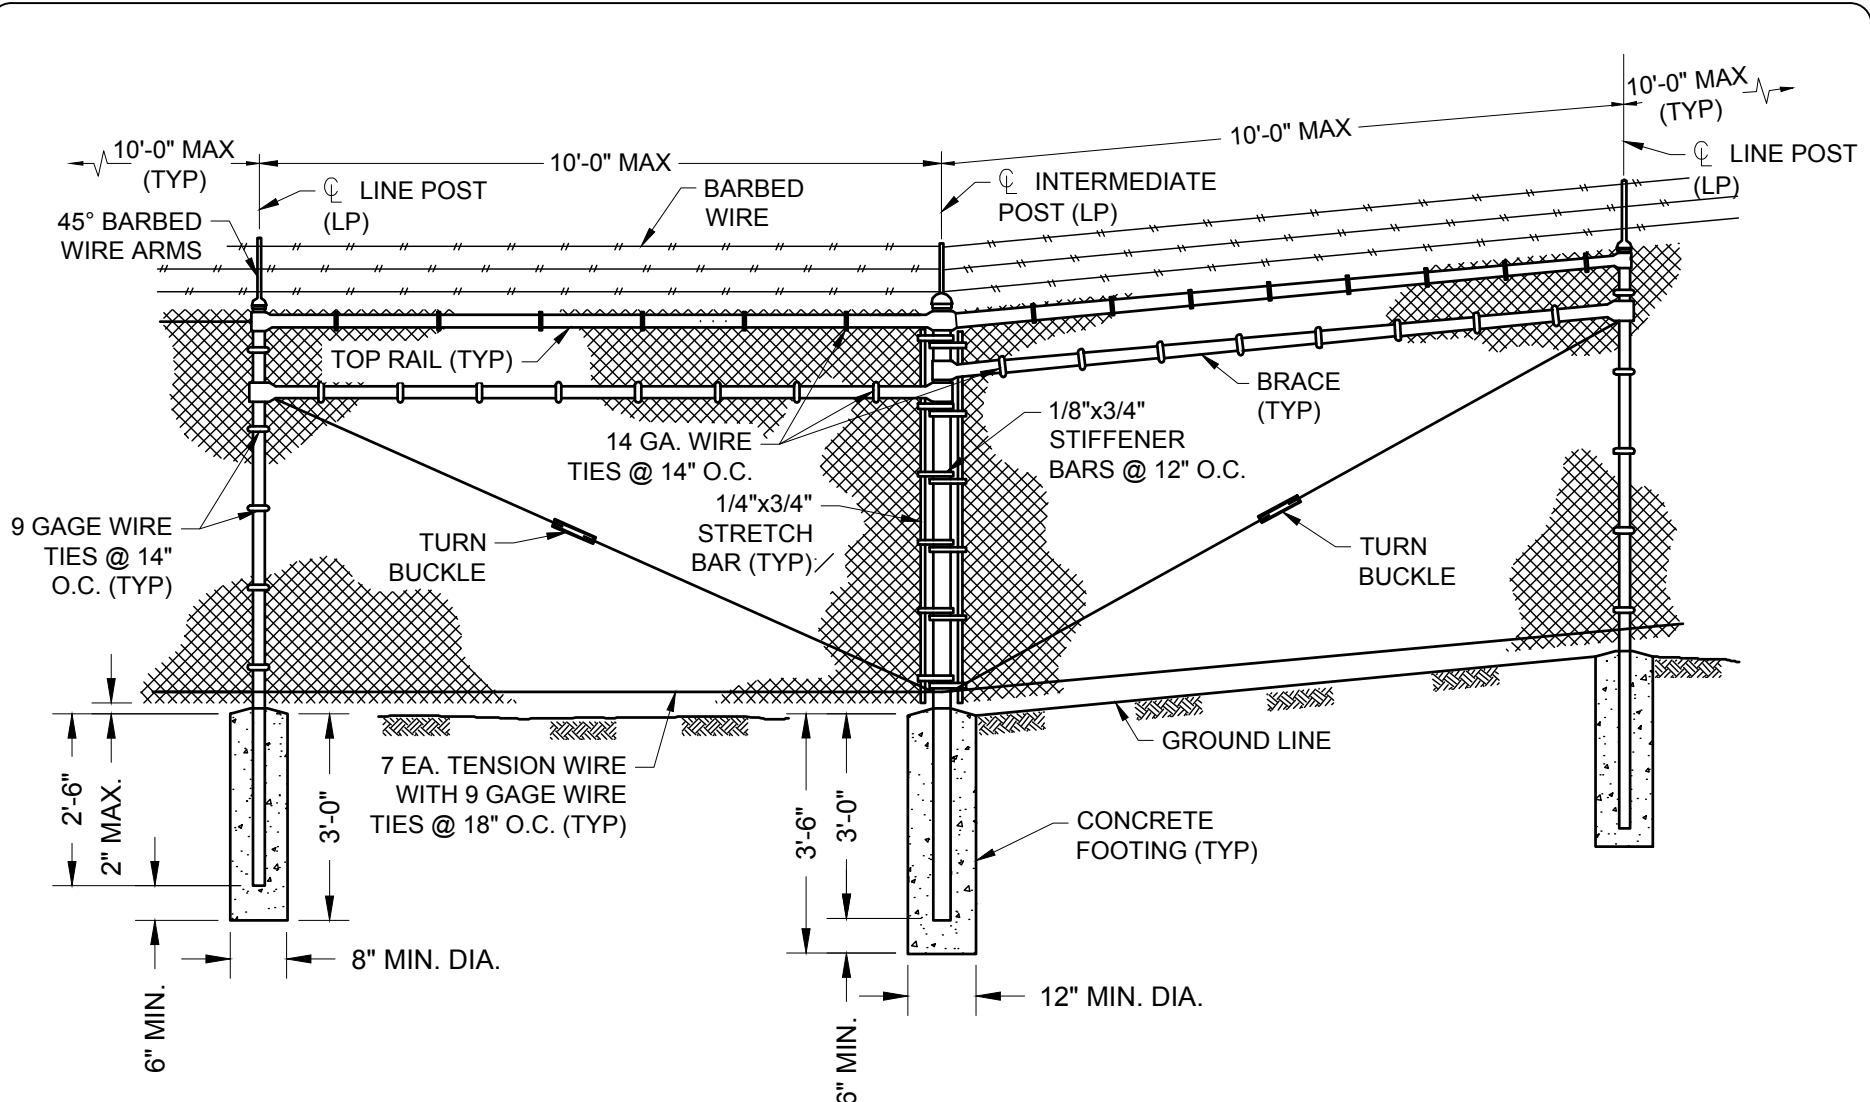 10'-0" MAX
(TYP)
10'-0" MAX
10'-0" MAX
10'-0" MAX
(TYP)
℄ LINE POST
(LP)
BARBED
WIRE
℄ INTERMEDIATE
POST (LP)
℄ LINE POST
(LP)
45° BARBED
WIRE ARMS
TOP RAIL (TYP)
BRACE
(TYP)
14 GA. WIRE
TIES @ 14" O.C.
1/8"x3/4"
STIFFENER
BARS @ 12" O.C.
1/4"x3/4"
STRETCH
BAR (TYP)
9 GAGE WIRE
TIES @ 14"
O.C. (TYP)
TURN
BUCKLE
TURN
BUCKLE
GROUND LINE
7 EA. TENSION WIRE
WITH 9 GAGE WIRE
TIES @ 18" O.C. (TYP)
2'-6"
2" MAX.
3'-0"
3'-6"
3'-0"
CONCRETE
FOOTING (TYP)
8" MIN. DIA.
12" MIN. DIA.
6" MIN.
6" MIN.